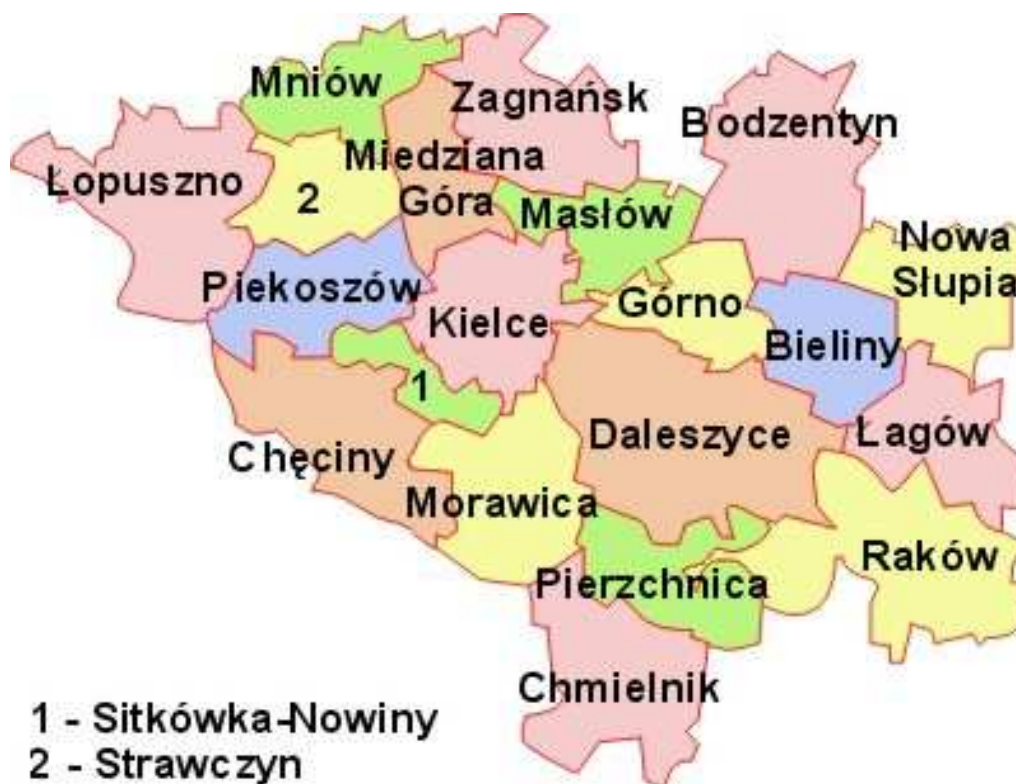 Mniów
Zagnańsk
Bodzentyn
Łopuszno
Miedziana
Góra
2
Masłów
Nowa
Słupia
Piekoszów
Kielce
Górno
Bieliny
1
Chęciny
Daleszyce
Łagów
Morawica
Raków
Pierzchnica
Chmielnik
1 - Sitkówka-Nowiny
2 - Strawczyn